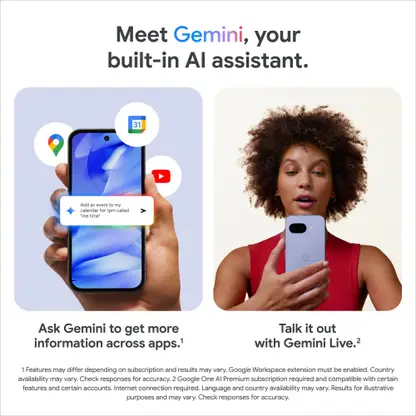 Meet Gemini, your
built-in AI assistant.
31
Add an event to my
calendar for 1pm called
"me time"
Ask Gemini to get more
information across apps.¹
Talk it out
with Gemini Live.²
1 Features may differ depending on subscription and results may vary. Google Workspace extension must be enabled. Country
availability may vary. Check responses for accuracy. 2 Google One AI Premium subscription required and compatible with certain
features and certain accounts. Internet connection required. Language and country availability may vary. Results for illustrative
purposes and may vary. Check responses for accuracy.